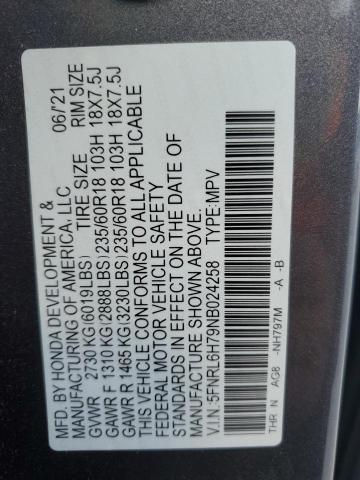 MFD. BY HONDA DEVELOPMENT & 06/'21
MANUFACTURING OF AMERICA, LLC
TIRE SIZE RIM SIZE
GVWR 2730 KG(6019LBS)
GAWR F 1310 KG(2888LBS)235/60R18 103H 18X7.5J
GAWR R 1465 KG(3230LBS)235/60R18 103H 18X7.5J
THIS VEHICLE CONFORMS TO ALL APPLICABLE
FEDERAL MOTOR VEHICLE SAFETY
STANDARDS IN EFFECT ON THE DATE OF
MANUFACTURE SHOWN ABOVE.
V.I.N:5FNRL6H79NB024258 TYPE:MPV
THR N AG8 -NH797M -A -B